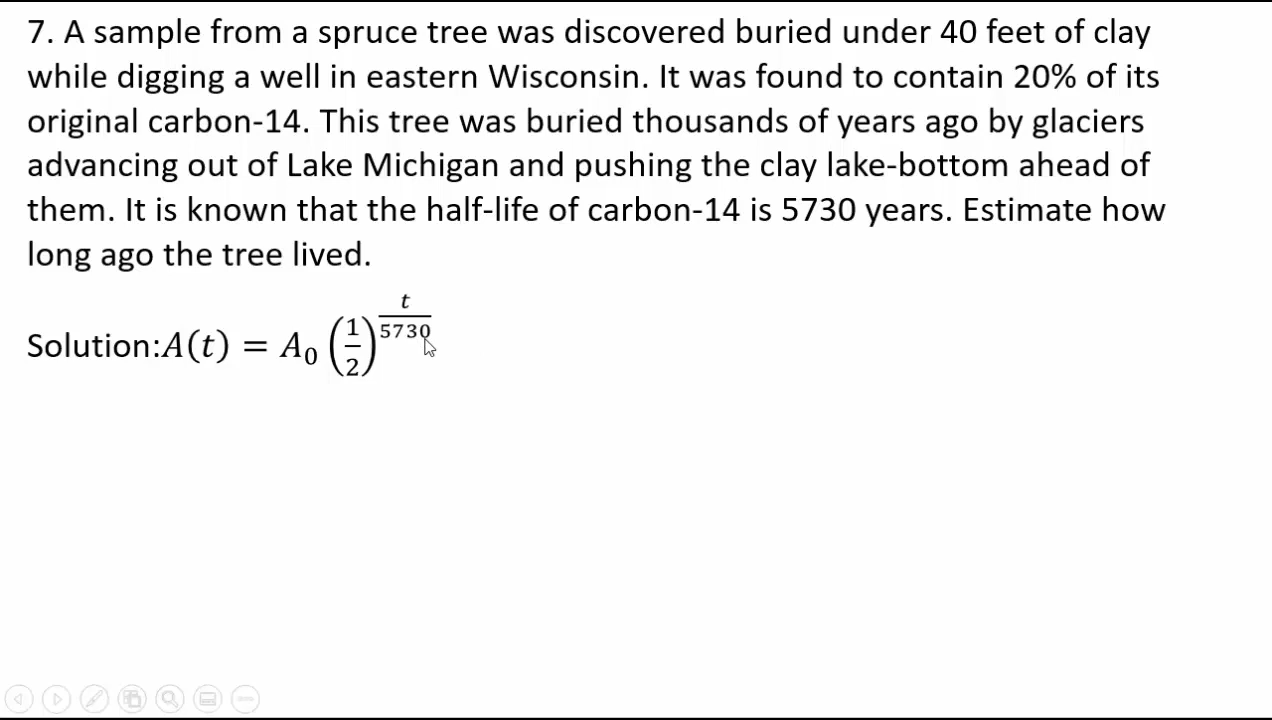 7. A sample from a spruce tree was discovered buried under 40 feet of clay
while digging a well in eastern Wisconsin. It was found to contain 20% of its
original carbon-14. This tree was buried thousands of years ago by glaciers
advancing out of Lake Michigan and pushing the clay lake-bottom ahead of
them. It is known that the half-life of carbon-14 is 5730 years. Estimate how
long ago the tree lived.
Solution:A(t) = A₀ (1/2)^(t/5730)